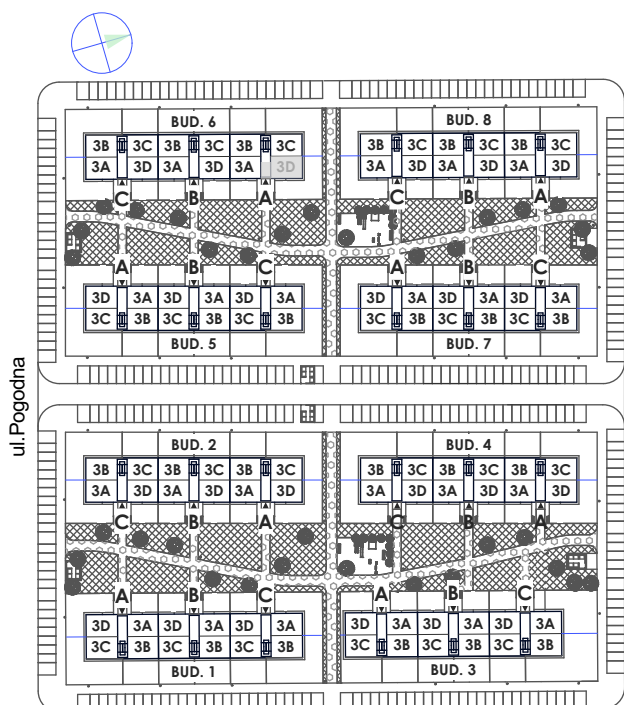 BUD. 6
BUD. 8
3B 3C 3B 3C 3B 3C
3B 3C 3B 3C 3B 3C
3A 3D 3A 3D 3A 3D
3A 3D 3A 3D 3A 3D
C B A
C B A
A B C
A B C
3D 3A 3D 3A 3D 3A
3D 3A 3D 3A 3D 3A
3C 3B 3C 3B 3C 3B
3C 3B 3C 3B 3C 3B
BUD. 5
BUD. 7
ul.Pogodna
BUD. 2
BUD. 4
3B 3C 3B 3C 3B 3C
3B 3C 3B 3C 3B 3C
3A 3D 3A 3D 3A 3D
3A 3D 3A 3D 3A 3D
C B A
C B A
A B C
A B C
3D 3A 3D 3A 3D 3A
3D 3A 3D 3A 3D 3A
3C 3B 3C 3B 3C 3B
3C 3B 3C 3B 3C 3B
BUD. 1
BUD. 3